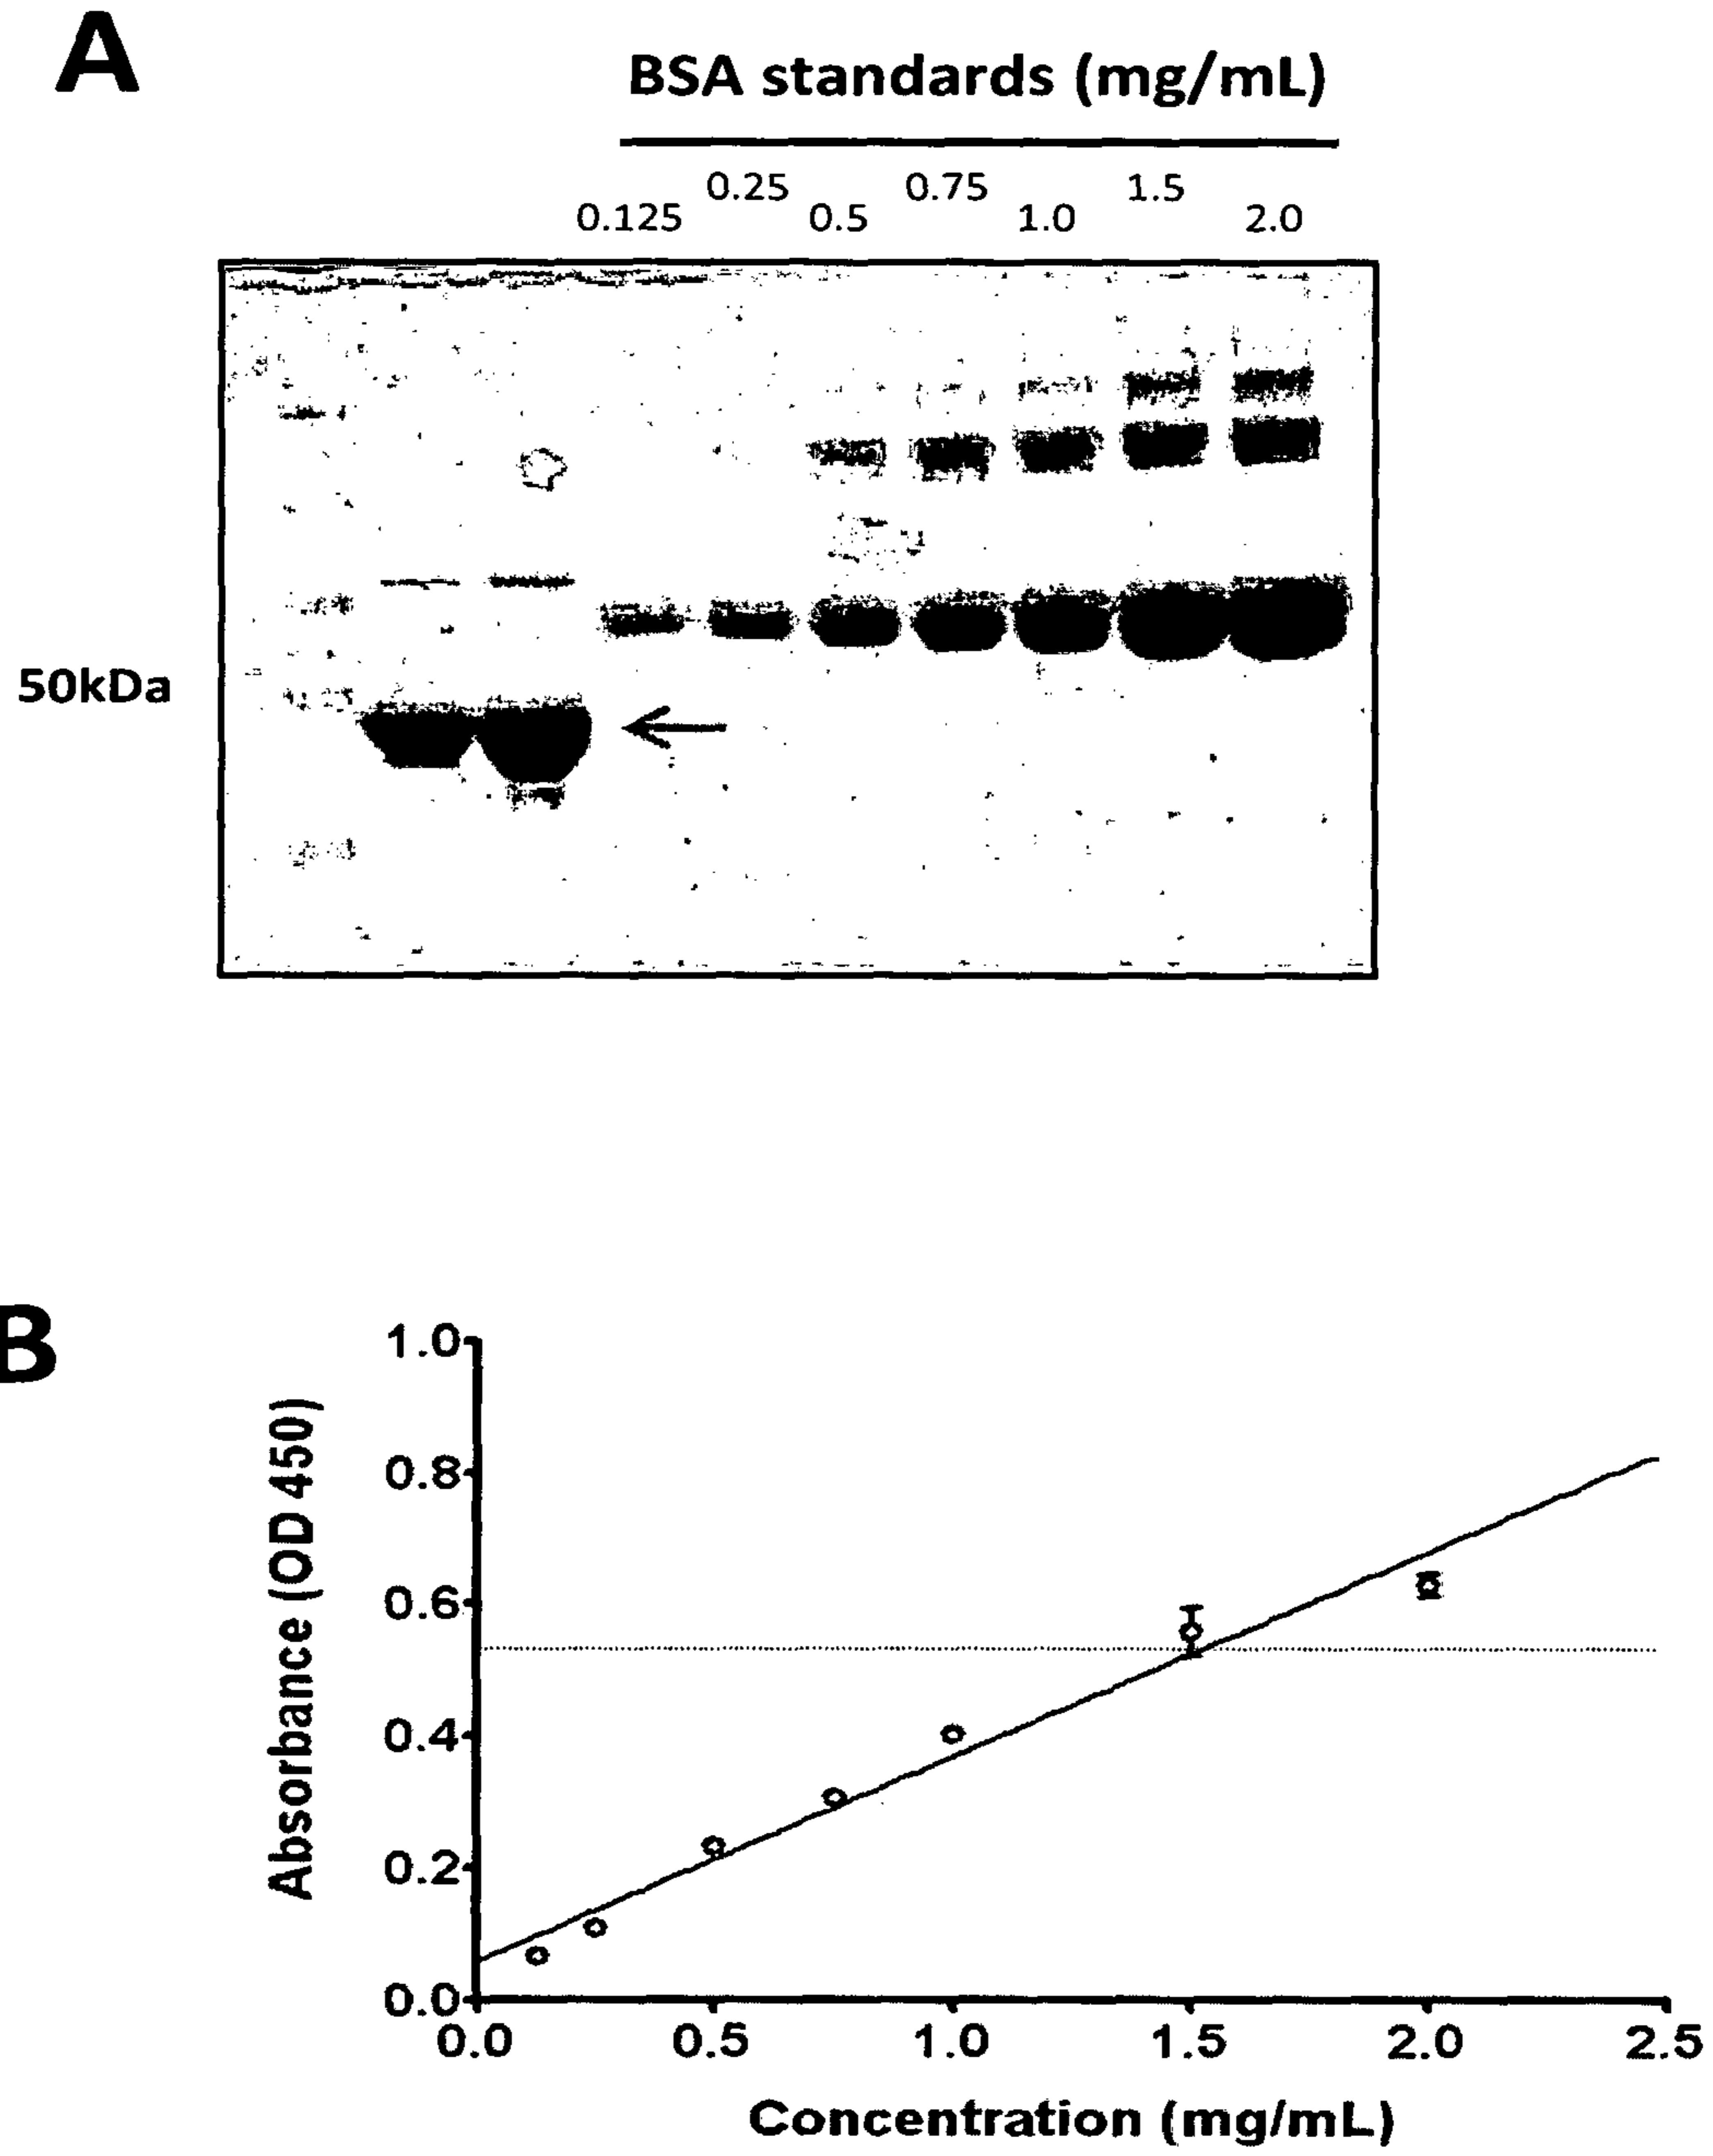 A
BSA standards (mg/mL)
0.25 0.75 1.5
0.125 0.5 1.0 2.0
50kDa
B
1.0
0.8
0.6
0.4
0.2
0.0
Absorbance (OD 450)
0.0 0.5 1.0 1.5 2.0 2.5
Concentration (mg/mL)